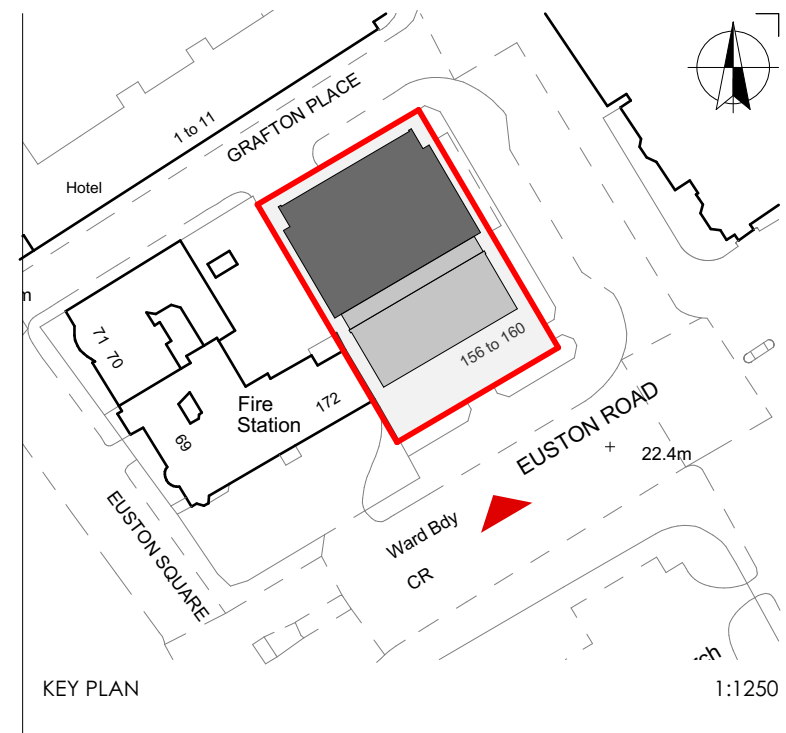 1 to 11
GRAFTON PLACE
Hotel
71
70
156 to 160
Fire
Station
172
69
EUSTON ROAD
22.4m
EUSTON SQUARE
Ward Bdy
CR
KEY PLAN
1:1250